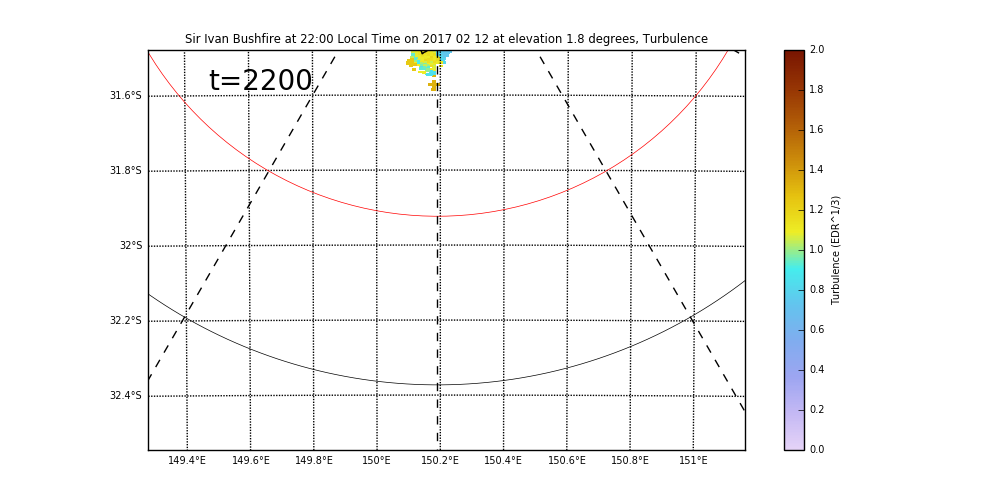 Sir Ivan Bushfire at 22:00 Local Time on 2017 02 12 at elevation 1.8 degrees, Turbulence
t=2200
31.6°S
31.8°S
32°S
32.2°S
32.4°S
149.4°E 149.6°E 149.8°E 150°E 150.2°E 150.4°E 150.6°E 150.8°E 151°E
2.0
1.8
1.6
1.4
1.2
1.0
0.8
0.6
0.4
0.2
0.0
Turbulence (EDR^1/3)